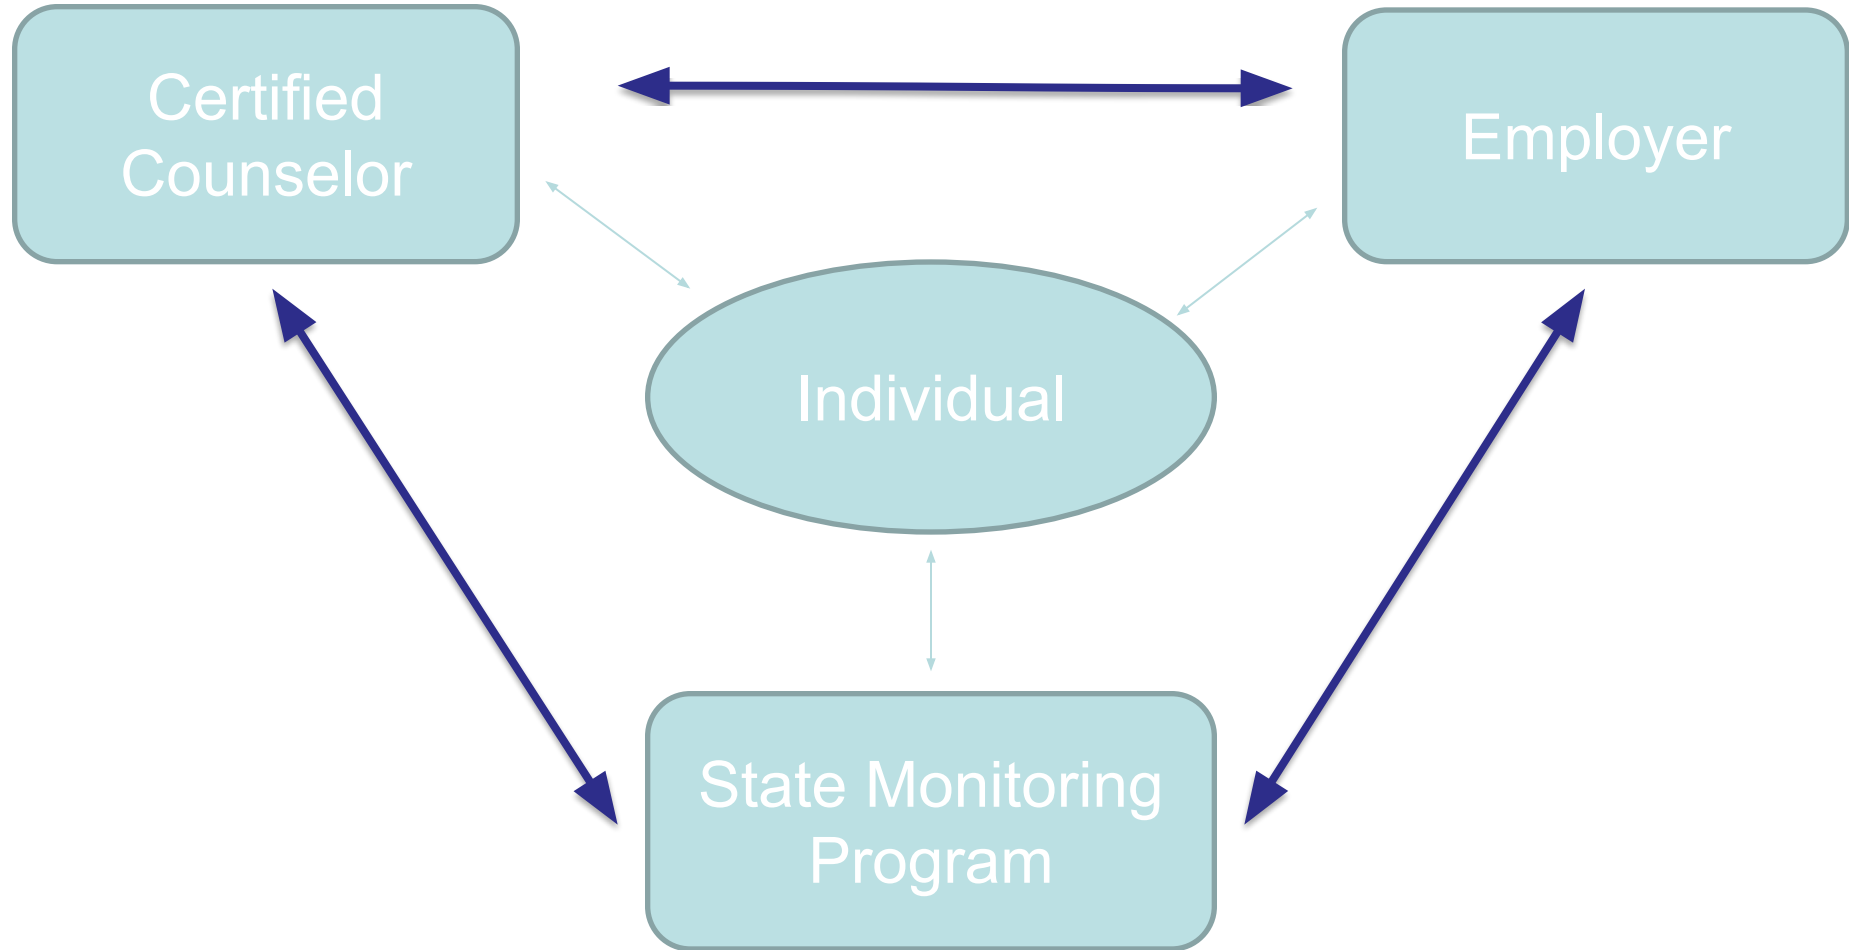 Certified
Counselor
Employer
Individual
State Monitoring
Program